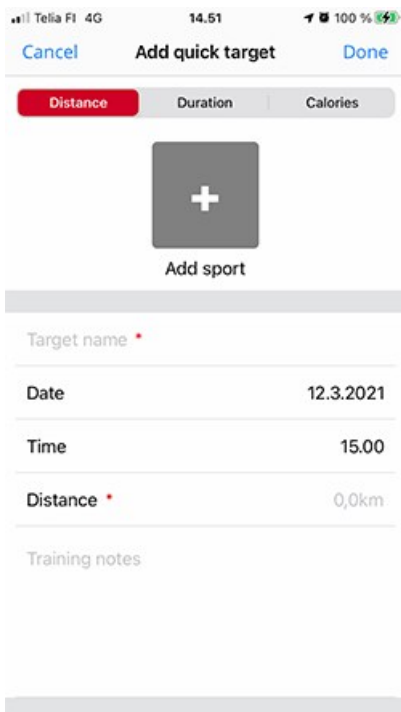 Telia FI 4G 14.51 100 %
Cancel Add quick target Done
Distance Duration Calories
Add sport
Target name *
Date 12.3.2021
Time 15.00
Distance * 0,0km
Training notes